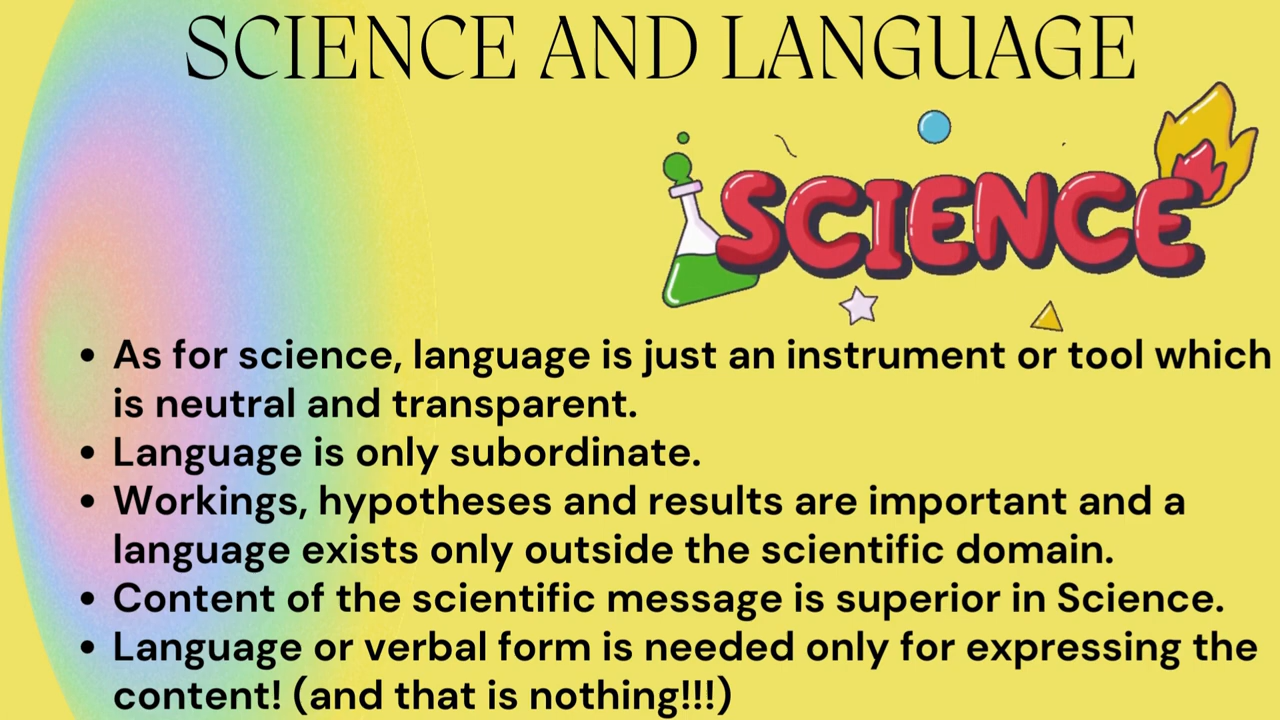 SCIENCE AND LANGUAGE
SCIENCE
• As for science, language is just an instrument or tool which
is neutral and transparent.
• Language is only subordinate.
• Workings, hypotheses and results are important and a
language exists only outside the scientific domain.
• Content of the scientific message is superior in Science.
• Language or verbal form is needed only for expressing the
content! (and that is nothing!!!)